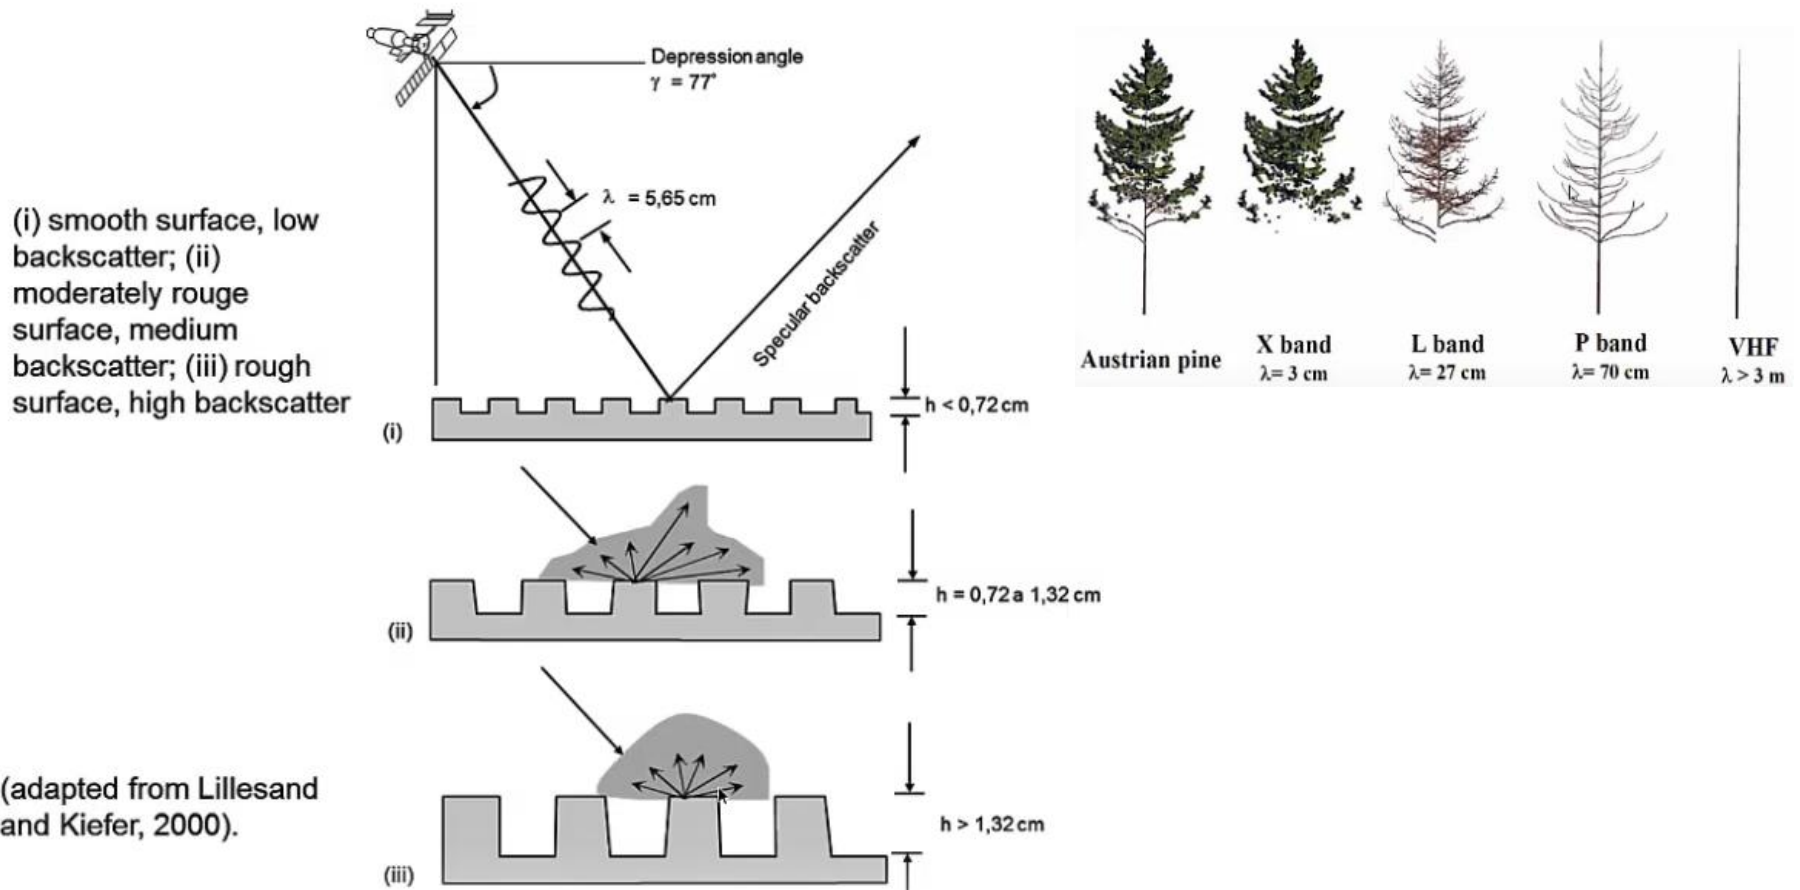 (i) smooth surface, low
backscatter; (ii)
moderately rouge
surface, medium
backscatter; (iii) rough
surface, high backscatter
(adapted from Lillesand
and Kiefer, 2000).
Depression angle
γ = 77°
λ = 5,65 cm
Specular backscatter
h < 0,72 cm
(i)
h = 0,72 a 1,32 cm
(ii)
h > 1,32 cm
(iii)
Austrian pine
X band
λ= 3 cm
L band
λ= 27 cm
P band
λ= 70 cm
VHF
λ > 3 m